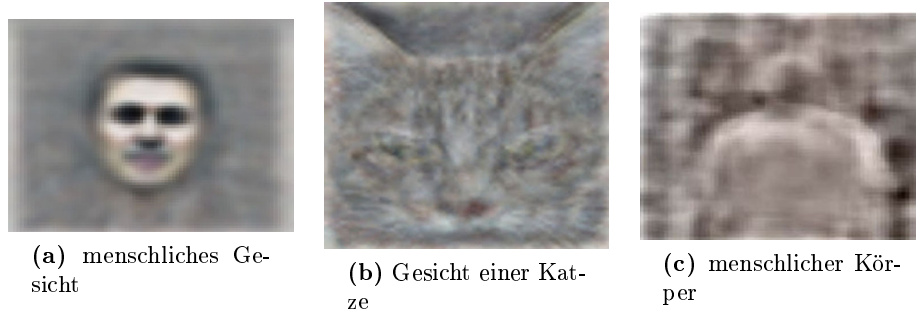 (a) menschliches Ge-
sicht
(b) Gesicht einer Kat-
ze
(c) menschlicher Kör-
per